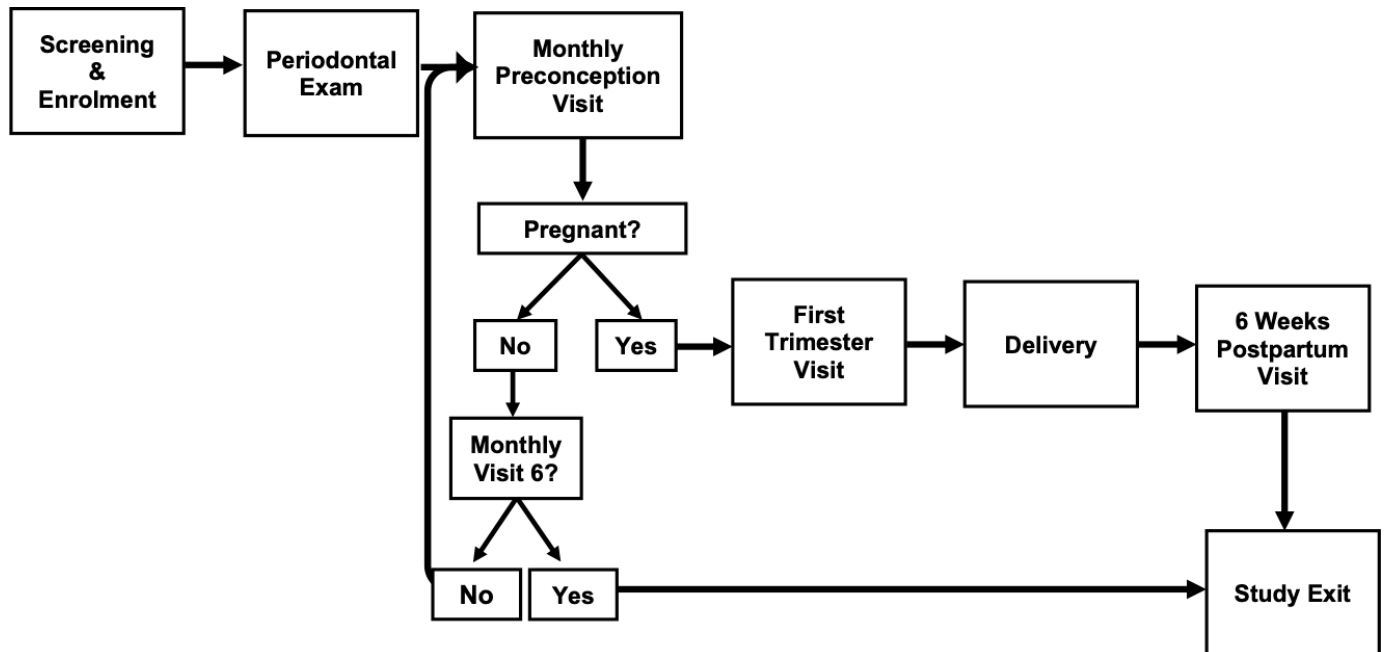 Screening
&
Enrolment
Periodontal
Exam
Monthly
Preconception
Visit
Pregnant?
No
Yes
First
Trimester
Visit
Delivery
6 Weeks
Postpartum
Visit
Monthly
Visit 6?
No
Yes
Study Exit